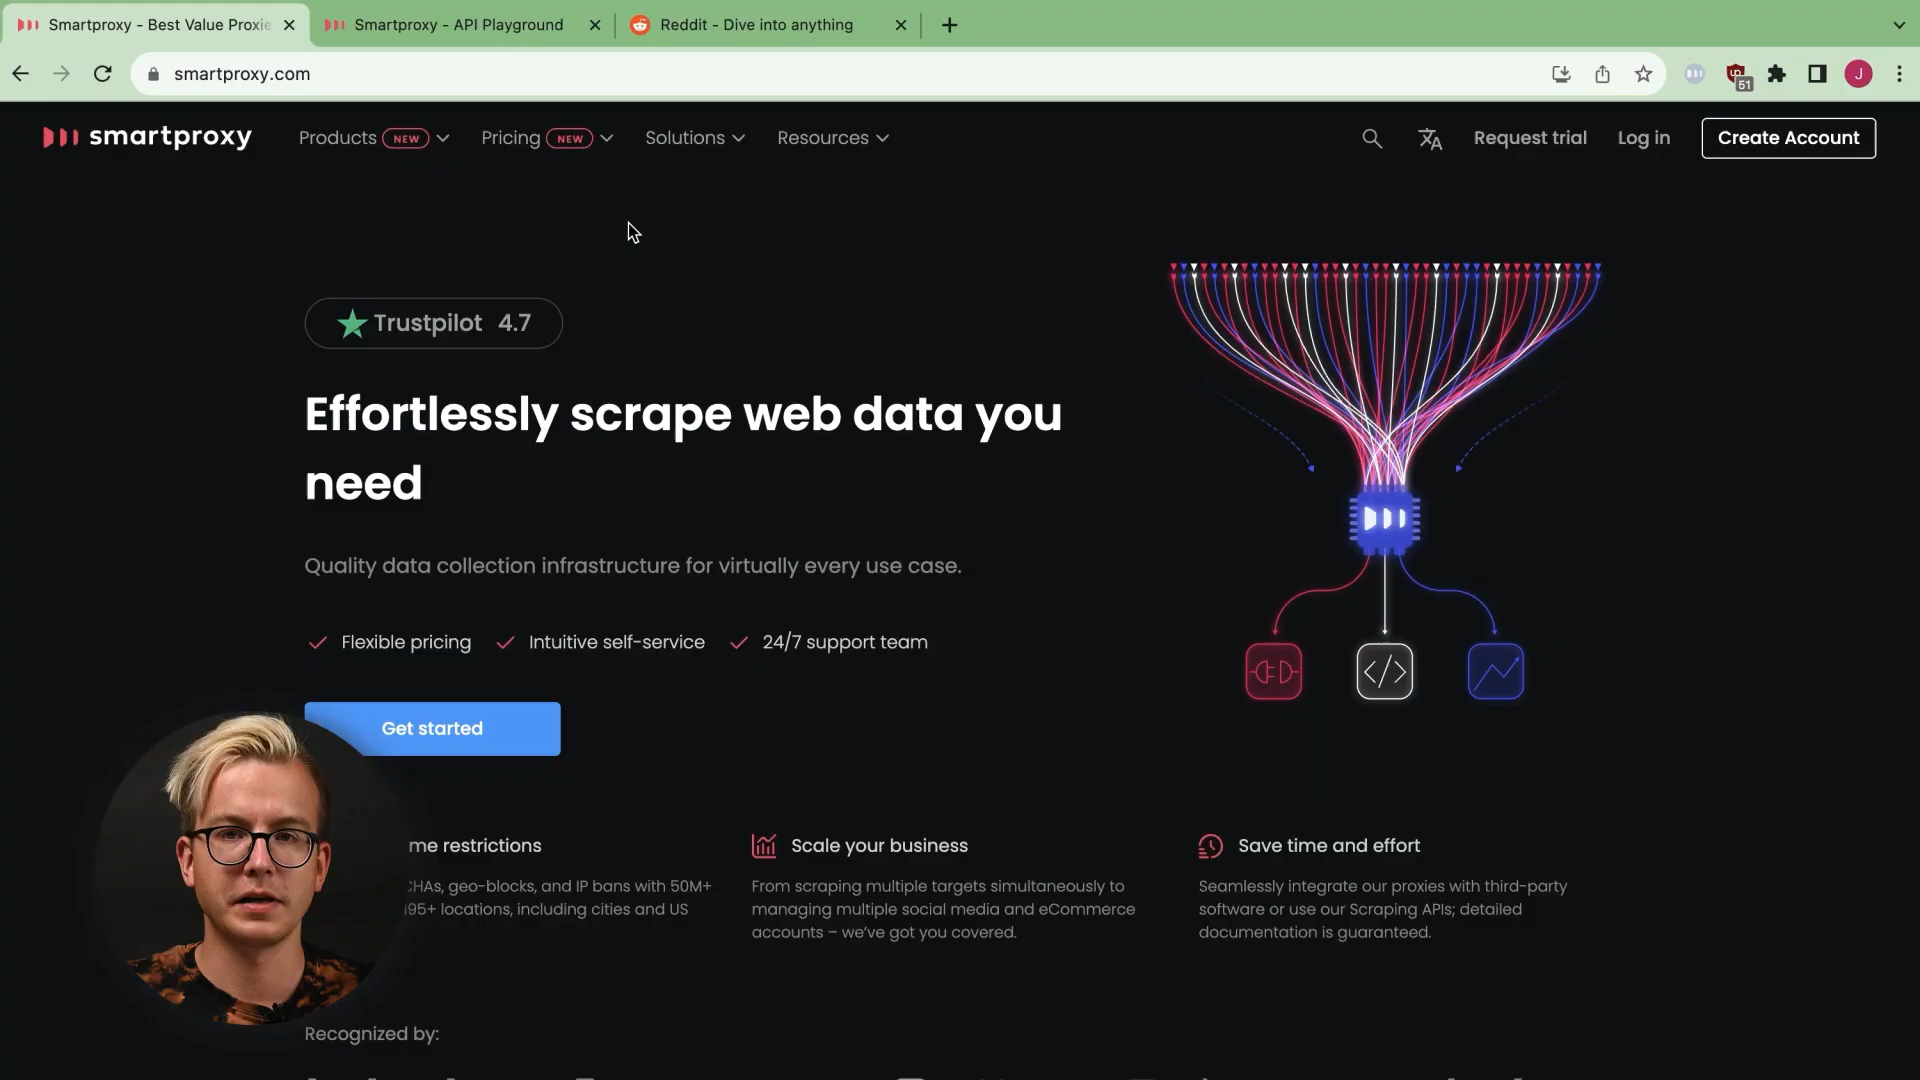 Smartproxy - Best Value Proxie
Smartproxy - API Playground
Reddit - Dive into anything
smartproxy.com
51
J
smartproxy
Products NEW
Pricing NEW
Solutions
Resources
Request trial
Log in
Create Account
Trustpilot 4.7
Effortlessly scrape web data you
need
Quality data collection infrastructure for virtually every use case.
Flexible pricing
Intuitive self-service
24/7 support team
Get started
me restrictions
HAs, geo-blocks, and IP bans with 50M+
195+ locations, including cities and US
Scale your business
From scraping multiple targets simultaneously to
managing multiple social media and eCommerce
accounts – we've got you covered.
Save time and effort
Seamlessly integrate our proxies with third-party
software or use our Scraping APIs; detailed
documentation is guaranteed.
Recognized by: